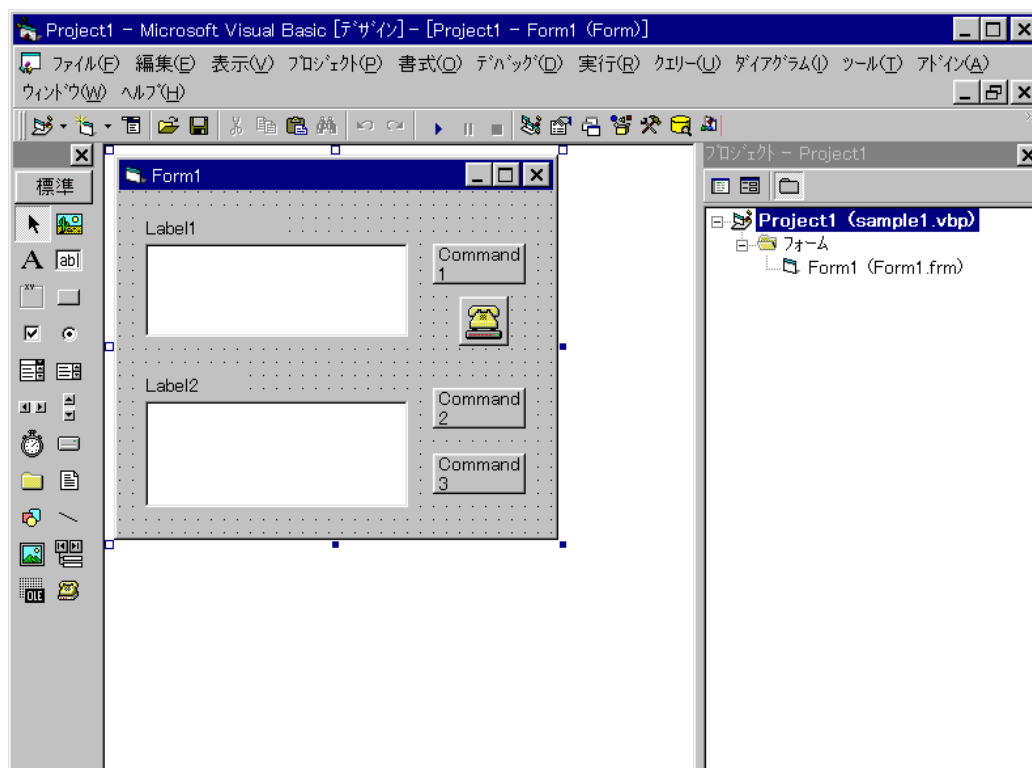 Project1 - Microsoft Visual Basic [ﾃﾞｻﾞｲﾝ] - [Project1 - Form1 (Form)]
ﾌｧｲﾙ(F) 編集(E) 表示(V) ﾌﾟﾛｼﾞｪｸﾄ(P) 書式(O) ﾃﾞﾊﾞｯｸﾞ(D) 実行(R) ｸｴﾘｰ(U) ﾀﾞｲｱｸﾞﾗﾑ(I) ﾂｰﾙ(T) ｱﾄﾞｲﾝ(A)
ｳｨﾝﾄﾞｳ(W) ﾍﾙﾌﾟ(H)
標準
A
ab
xv
OLE
Form1
Label1
Command
1
Label2
Command
2
Command
3
ﾌﾟﾛｼﾞｪｸﾄ - Project1
Project1 (sample1.vbp)
ﾌｫｰﾑ
Form1 (Form1.frm)